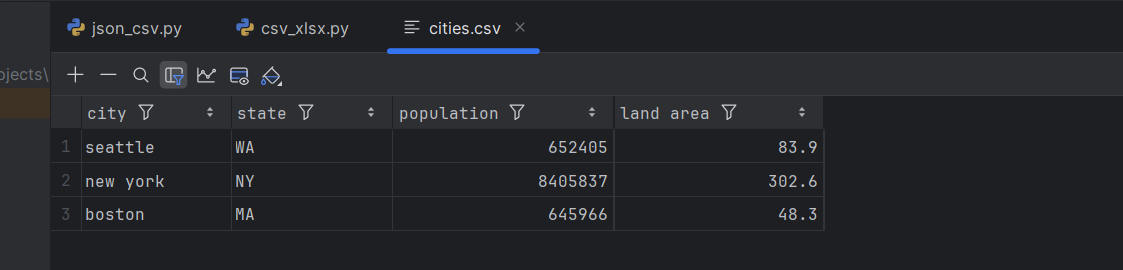 json_csv.py csv_xlsx.py cities.csv
ojects\
city state population land area
1 seattle WA 652405 83.9
2 new york NY 8405837 302.6
3 boston MA 645966 48.3